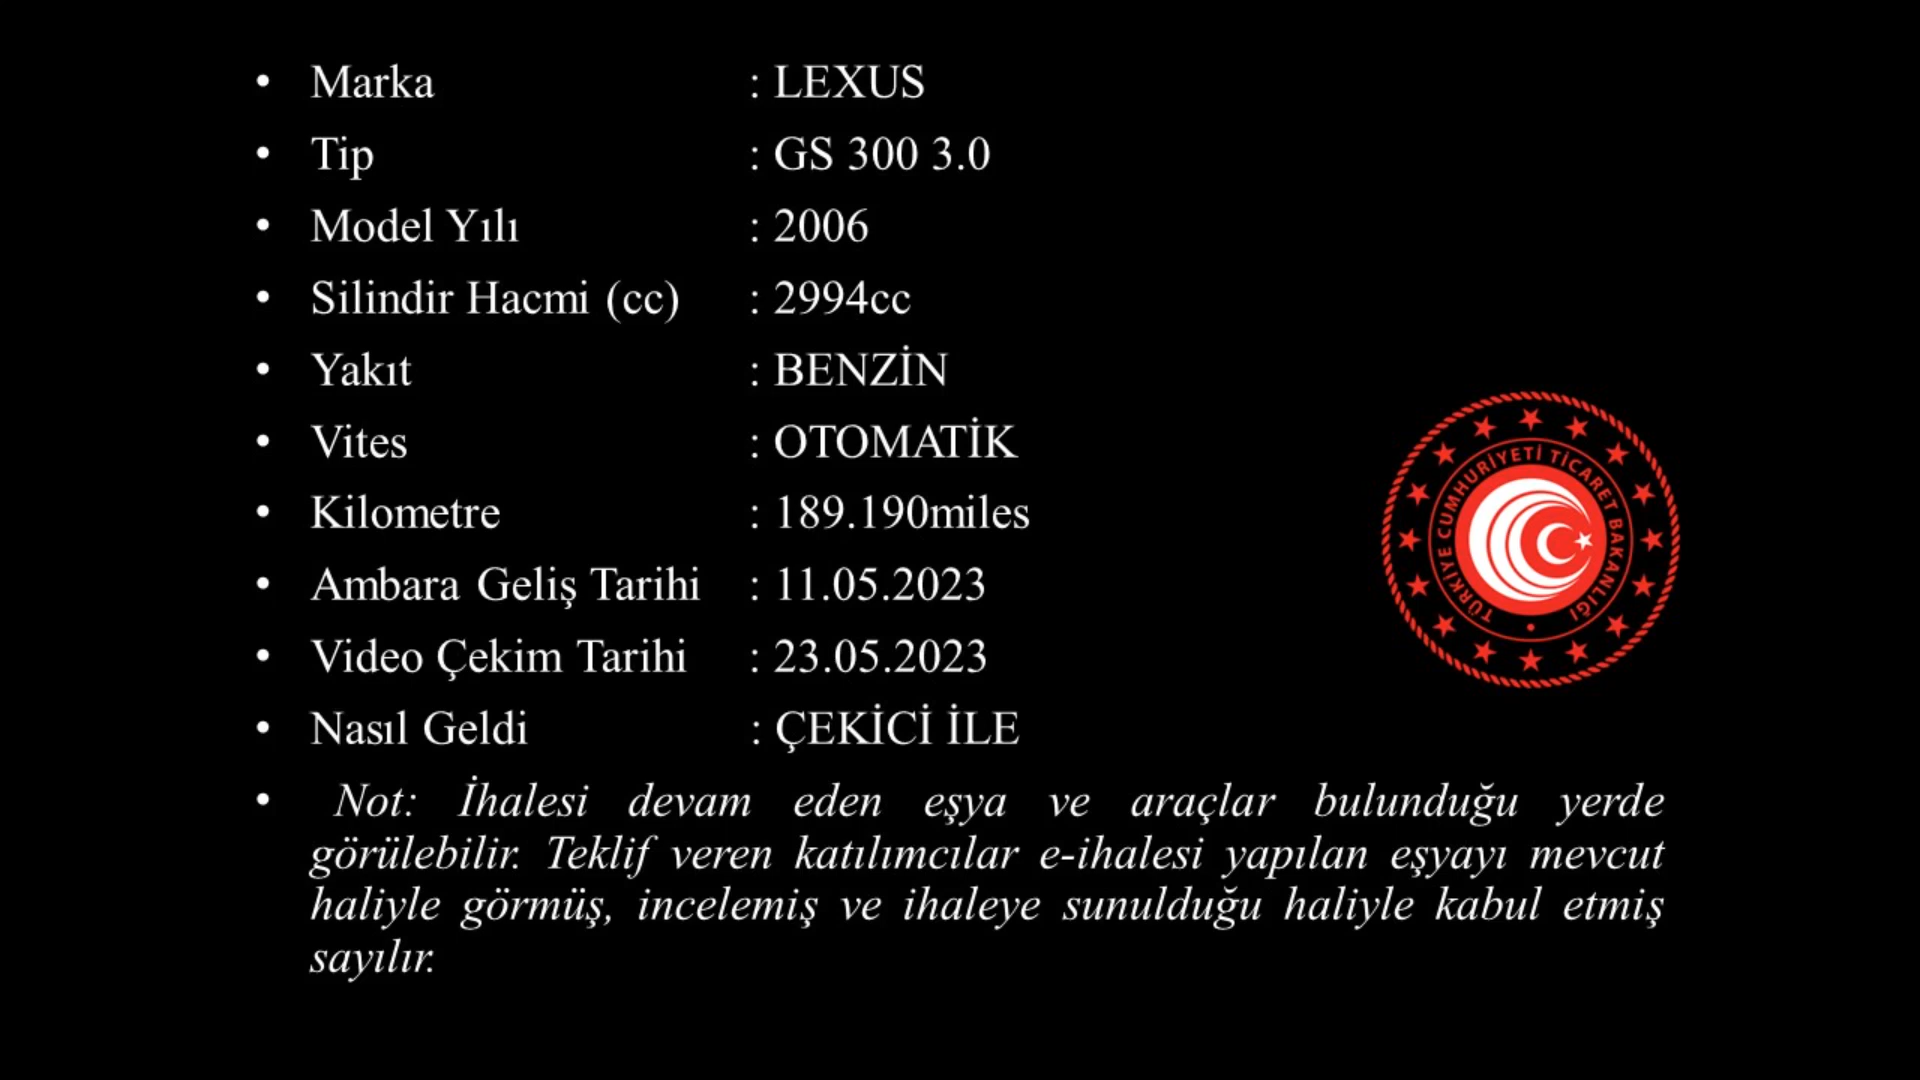 • Marka : LEXUS
• Tip : GS 300 3.0
• Model Yılı : 2006
• Silindir Hacmi (cc) : 2994cc
• Yakıt : BENZİN
• Vites : OTOMATİK
• Kilometre : 189.190miles
• Ambara Geliş Tarihi : 11.05.2023
• Video Çekim Tarihi : 23.05.2023
• Nasıl Geldi : ÇEKİCİ İLE
• Not: İhalesi devam eden eşya ve araçlar bulunduğu yerde
görülebilir. Teklif veren katılımcılar e-ihalesi yapılan eşyayı mevcut
haliyle görmüş, incelemiş ve ihaleye sunulduğu haliyle kabul etmiş
sayılır.
TÜRKİYE CUMHURİYETİ TİCARET BAKANLIĞI